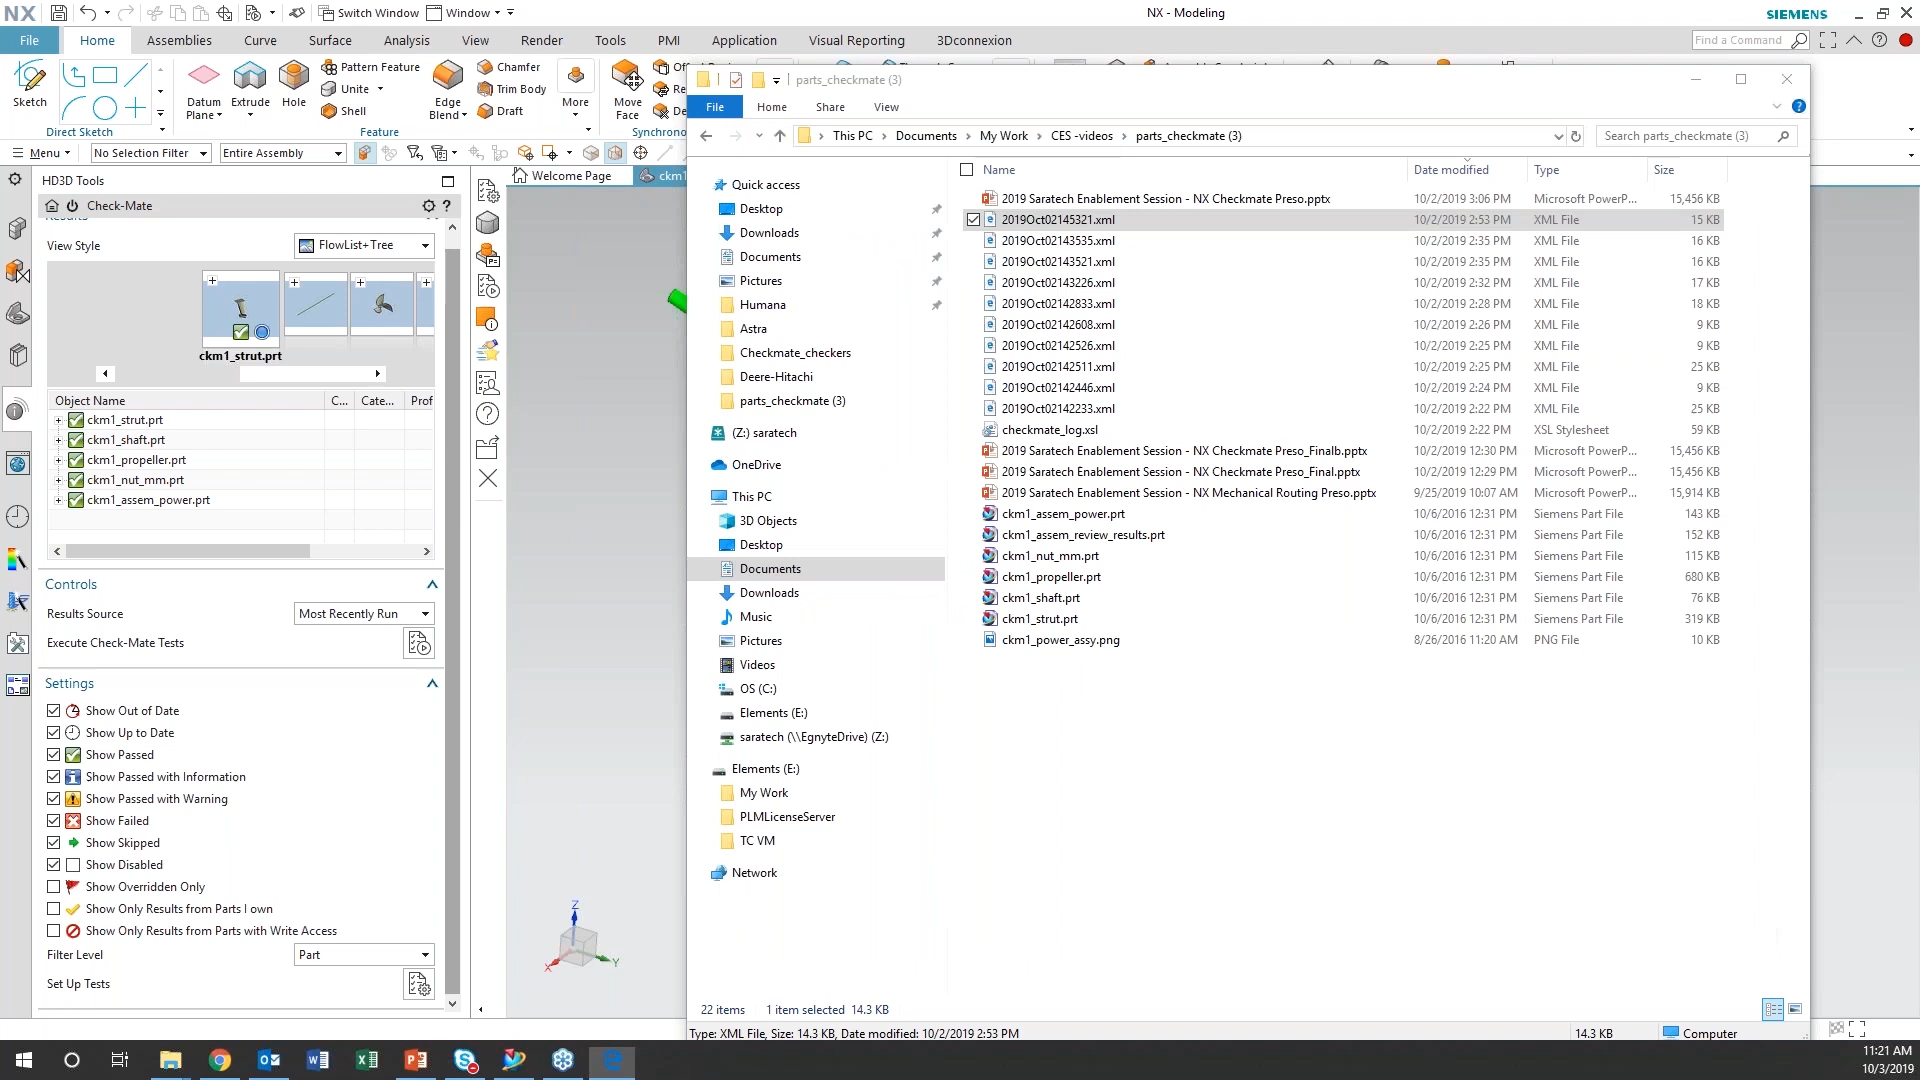 NX
Switch Window
Window
NX - Modeling
SIEMENS
File
Home
Assemblies
Curve
Surface
Analysis
View
Render
Tools
PMI
Application
Visual Reporting
3Dconnexion
Find a Command
Sketch
Direct Sketch
Datum
Plane
Extrude
Hole
Pattern Feature
Unite
Shell
Feature
Edge
Blend
Chamfer
Trim Body
Draft
More
Move
Face
Synchrono
Menu
No Selection Filter
Entire Assembly
HD3D Tools
Check-Mate
Results
View Style
FlowList+Tree
ckm1_strut.prt
Object Name
C...
Cate...
Prof
ckm1_strut.prt
ckm1_shaft.prt
ckm1_propeller.prt
ckm1_nut_mm.prt
ckm1_assem_power.prt
Controls
Results Source
Most Recently Run
Execute Check-Mate Tests
Settings
Show Out of Date
Show Up to Date
Show Passed
Show Passed with Information
Show Passed with Warning
Show Failed
Show Skipped
Show Disabled
Show Overridden Only
Show Only Results from Parts I own
Show Only Results from Parts with Write Access
Filter Level
Part
Set Up Tests
Welcome Page
ckm1
Z
X
Y
parts_checkmate (3)
File
Home
Share
View
This PC
Documents
My Work
CES -videos
parts_checkmate (3)
Search parts_checkmate (3)
Quick access
Desktop
Downloads
Documents
Pictures
Humana
Astra
Checkmate_checkers
Deere-Hitachi
parts_checkmate (3)
(Z:) saratech
OneDrive
This PC
3D Objects
Desktop
Documents
Downloads
Music
Pictures
Videos
OS (C:)
Elements (E:)
saratech (\\EgnyteDrive) (Z:)
Elements (E:)
My Work
PLMLicenseServer
TC VM
Network
Name Date modified Type Size
2019 Saratech Enablement Session - NX Checkmate Preso.pptx 10/2/2019 3:06 PM Microsoft PowerP... 15,456 KB
2019Oct02145321.xml 10/2/2019 2:53 PM XML File 15 KB
2019Oct02143535.xml 10/2/2019 2:35 PM XML File 16 KB
2019Oct02143521.xml 10/2/2019 2:35 PM XML File 16 KB
2019Oct02143226.xml 10/2/2019 2:32 PM XML File 17 KB
2019Oct02142833.xml 10/2/2019 2:28 PM XML File 18 KB
2019Oct02142608.xml 10/2/2019 2:26 PM XML File 9 KB
2019Oct02142526.xml 10/2/2019 2:25 PM XML File 9 KB
2019Oct02142511.xml 10/2/2019 2:25 PM XML File 25 KB
2019Oct02142446.xml 10/2/2019 2:24 PM XML File 9 KB
2019Oct02142233.xml 10/2/2019 2:22 PM XML File 25 KB
checkmate_log.xsl 10/2/2019 2:22 PM XSL Stylesheet 59 KB
2019 Saratech Enablement Session - NX Checkmate Preso_Finalb.pptx 10/2/2019 12:30 PM Microsoft PowerP... 15,456 KB
2019 Saratech Enablement Session - NX Checkmate Preso_Final.pptx 10/2/2019 12:29 PM Microsoft PowerP... 15,456 KB
2019 Saratech Enablement Session - NX Mechanical Routing Preso.pptx 9/25/2019 10:07 AM Microsoft PowerP... 15,914 KB
ckm1_assem_power.prt 10/6/2016 12:31 PM Siemens Part File 143 KB
ckm1_assem_review_results.prt 10/6/2016 12:31 PM Siemens Part File 152 KB
ckm1_nut_mm.prt 10/6/2016 12:31 PM Siemens Part File 115 KB
ckm1_propeller.prt 10/6/2016 12:31 PM Siemens Part File 680 KB
ckm1_shaft.prt 10/6/2016 12:31 PM Siemens Part File 76 KB
ckm1_strut.prt 10/6/2016 12:31 PM Siemens Part File 319 KB
ckm1_power_assy.png 8/26/2016 11:20 AM PNG File 10 KB
22 items 1 item selected 14.3 KB
Type: XML File, Size: 14.3 KB, Date modified: 10/2/2019 2:53 PM
14.3 KB
Computer
11:21 AM
10/3/2019